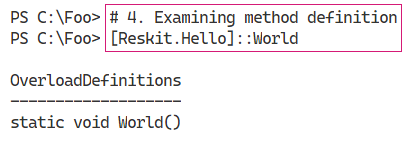 PS C:\Foo> # 4. Examining method definition
PS C:\Foo> [Reskit.Hello]::World
OverloadDefinitions
-------------------
static void World()